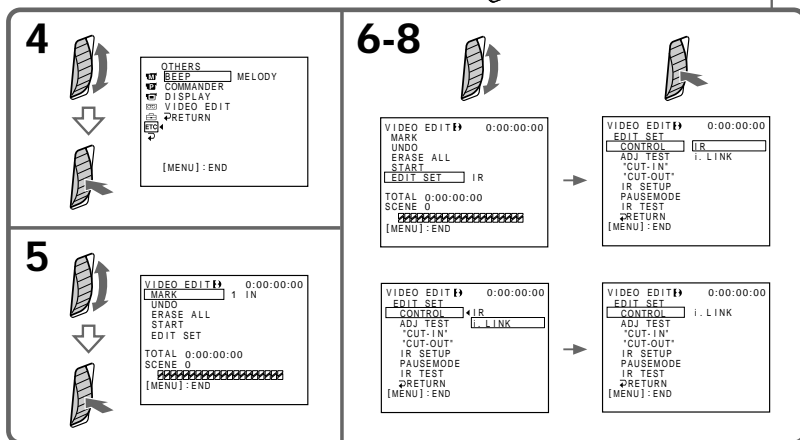 4
OTHERS
BEEP MELODY
COMMANDER
DISPLAY
VIDEO EDIT
RETURN
ETC
[MENU] : END
5
VIDEO EDIT 0:00:00:00
MARK 1 IN
UNDO
ERASE ALL
START
EDIT SET
TOTAL 0:00:00:00
SCENE 0
[MENU] : END
6-8
VIDEO EDIT 0:00:00:00
MARK
UNDO
ERASE ALL
START
EDIT SET IR
TOTAL 0:00:00:00
SCENE 0
[MENU] : END
VIDEO EDIT 0:00:00:00
EDIT SET
CONTROL IR
ADJ TEST i. LINK
"CUT-IN"
"CUT-OUT"
IR SETUP
PAUSEMODE
IR TEST
RETURN
[MENU] : END
VIDEO EDIT 0:00:00:00
EDIT SET
CONTROL IR
ADJ TEST i. LINK
"CUT-IN"
"CUT-OUT"
IR SETUP
PAUSEMODE
IR TEST
RETURN
[MENU] : END
VIDEO EDIT 0:00:00:00
EDIT SET
CONTROL i. LINK
ADJ TEST
"CUT-IN"
"CUT-OUT"
IR SETUP
PAUSEMODE
IR TEST
RETURN
[MENU] : END